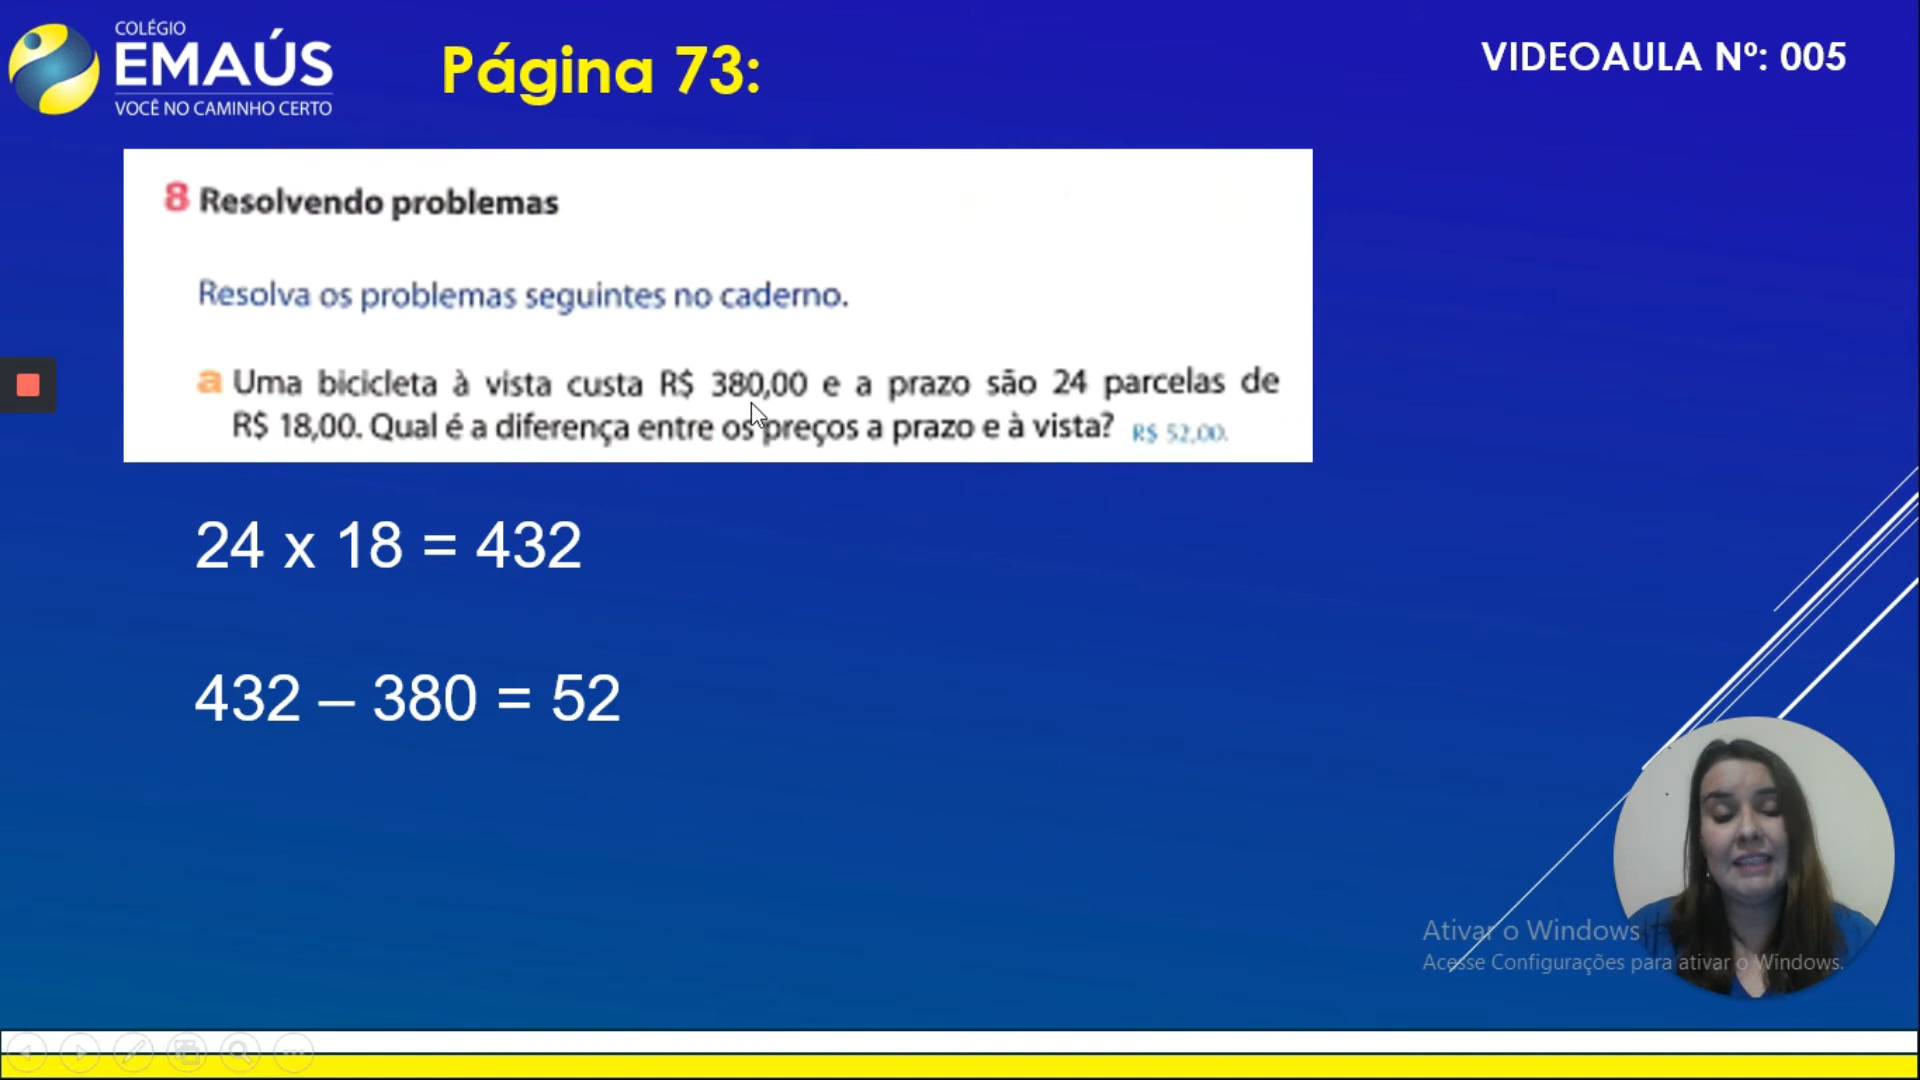 COLÉGIO
EMAÚS
VOCÊ NO CAMINHO CERTO
Página 73:
VIDEOAULA Nº: 005
8 Resolvendo problemas
Resolva os problemas seguintes no caderno.
a Uma bicicleta à vista custa R$ 380,00 e a prazo são 24 parcelas de
R$ 18,00. Qual é a diferença entre os preços a prazo e à vista? R$ 52,00.
24 x 18 = 432
432 – 380 = 52
Ativar o Windows
Acesse Configurações para ativar o Windows.